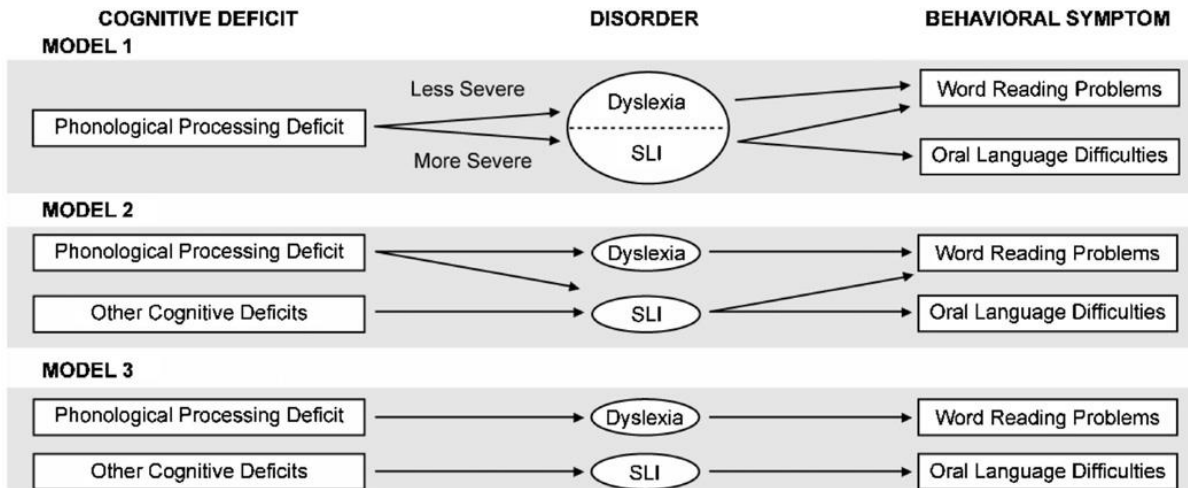 COGNITIVE DEFICIT DISORDER BEHAVIORAL SYMPTOM
MODEL 1
Less Severe
Phonological Processing Deficit
More Severe
Dyslexia
SLI
Word Reading Problems
Oral Language Difficulties
MODEL 2
Phonological Processing Deficit Dyslexia Word Reading Problems
Other Cognitive Deficits SLI Oral Language Difficulties
MODEL 3
Phonological Processing Deficit Dyslexia Word Reading Problems
Other Cognitive Deficits SLI Oral Language Difficulties